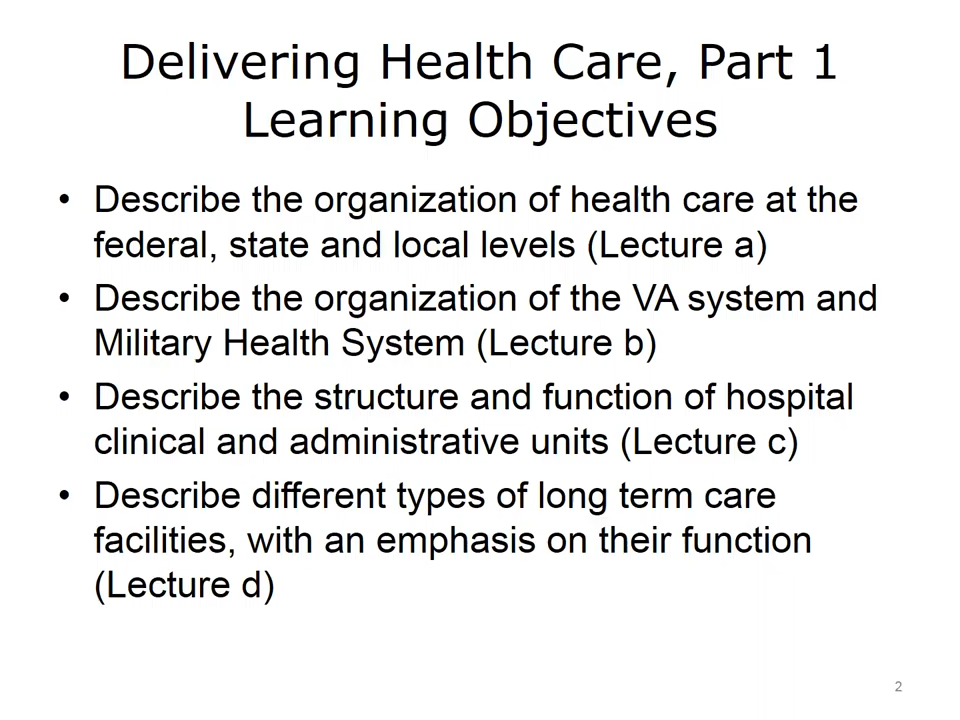 Delivering Health Care, Part 1
Learning Objectives
• Describe the organization of health care at the
federal, state and local levels (Lecture a)
• Describe the organization of the VA system and
Military Health System (Lecture b)
• Describe the structure and function of hospital
clinical and administrative units (Lecture c)
• Describe different types of long term care
facilities, with an emphasis on their function
(Lecture d)
2